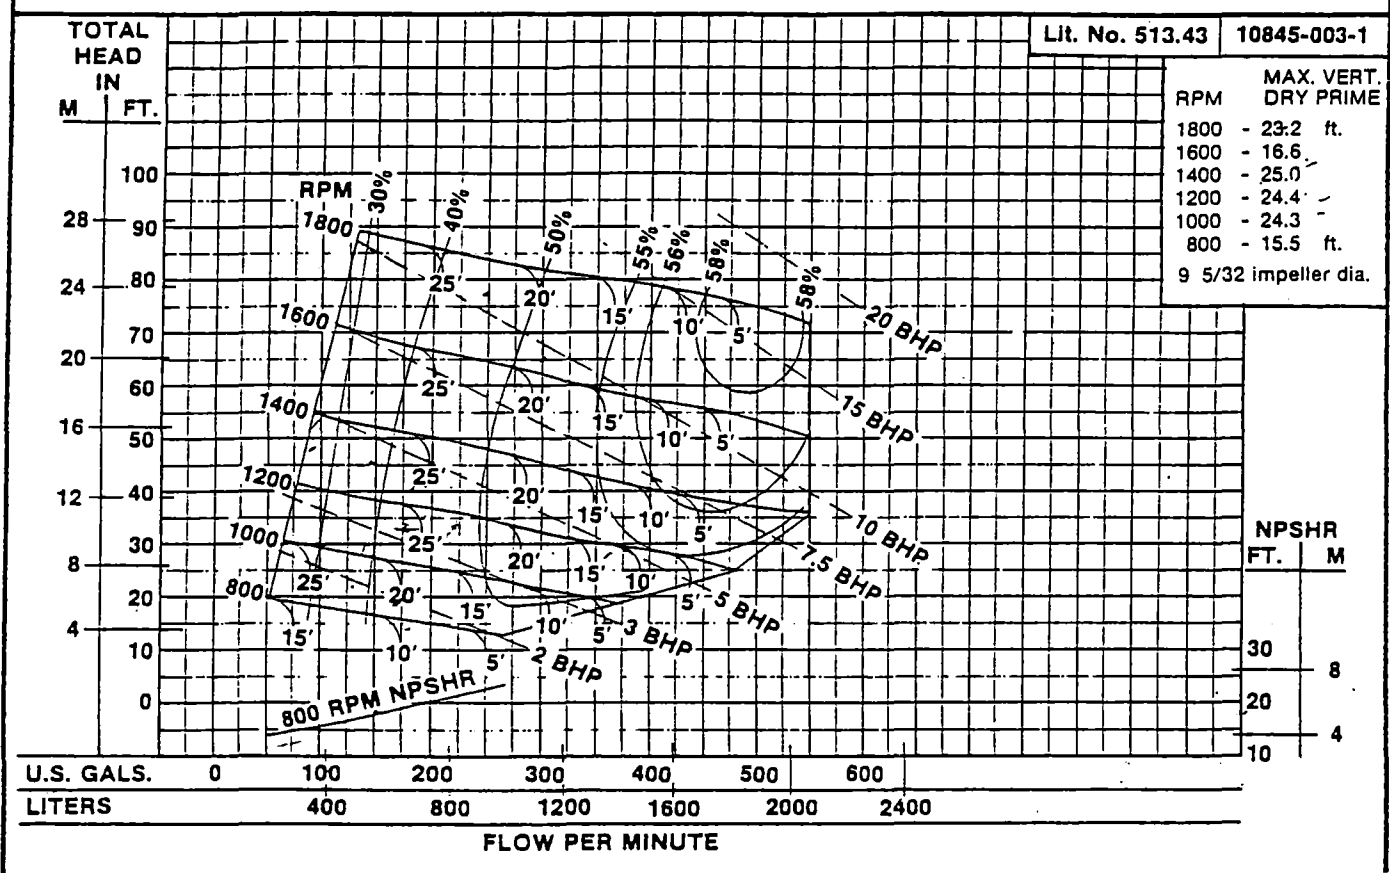 TOTAL
HEAD
IN
M FT.
Lit. No. 513.43 10845-003-1
MAX. VERT.
RPM DRY PRIME
1800 - 23.2 ft.
1600 - 16.6
1400 - 25.0
1200 - 24.4
1000 - 24.3
800 - 15.5 ft.
9 5/32 impeller dia.
100
90
80
70
60
50
40
30
20
10
0
28
24
20
16
12
8
4
RPM
1800
1600
1400
1200
1000
800
30%
40%
50%
55%
56%
58%
58%
25' 20' 15' 10' 5'
25' 20' 15' 10' 5'
25' 20' 15' 10' 5'
25' 20' 15' 10' 5'
25' 20' 15' 10' 5'
15' 10' 5'
20 BHP
15 BHP
10 BHP
7.5 BHP
5 BHP
3 BHP
2 BHP
800 RPM NPSHR
NPSHR
FT. M
30
20
10
8
4
U.S. GALS. 0 100 200 300 400 500 600
LITERS 400 800 1200 1600 2000 2400
FLOW PER MINUTE